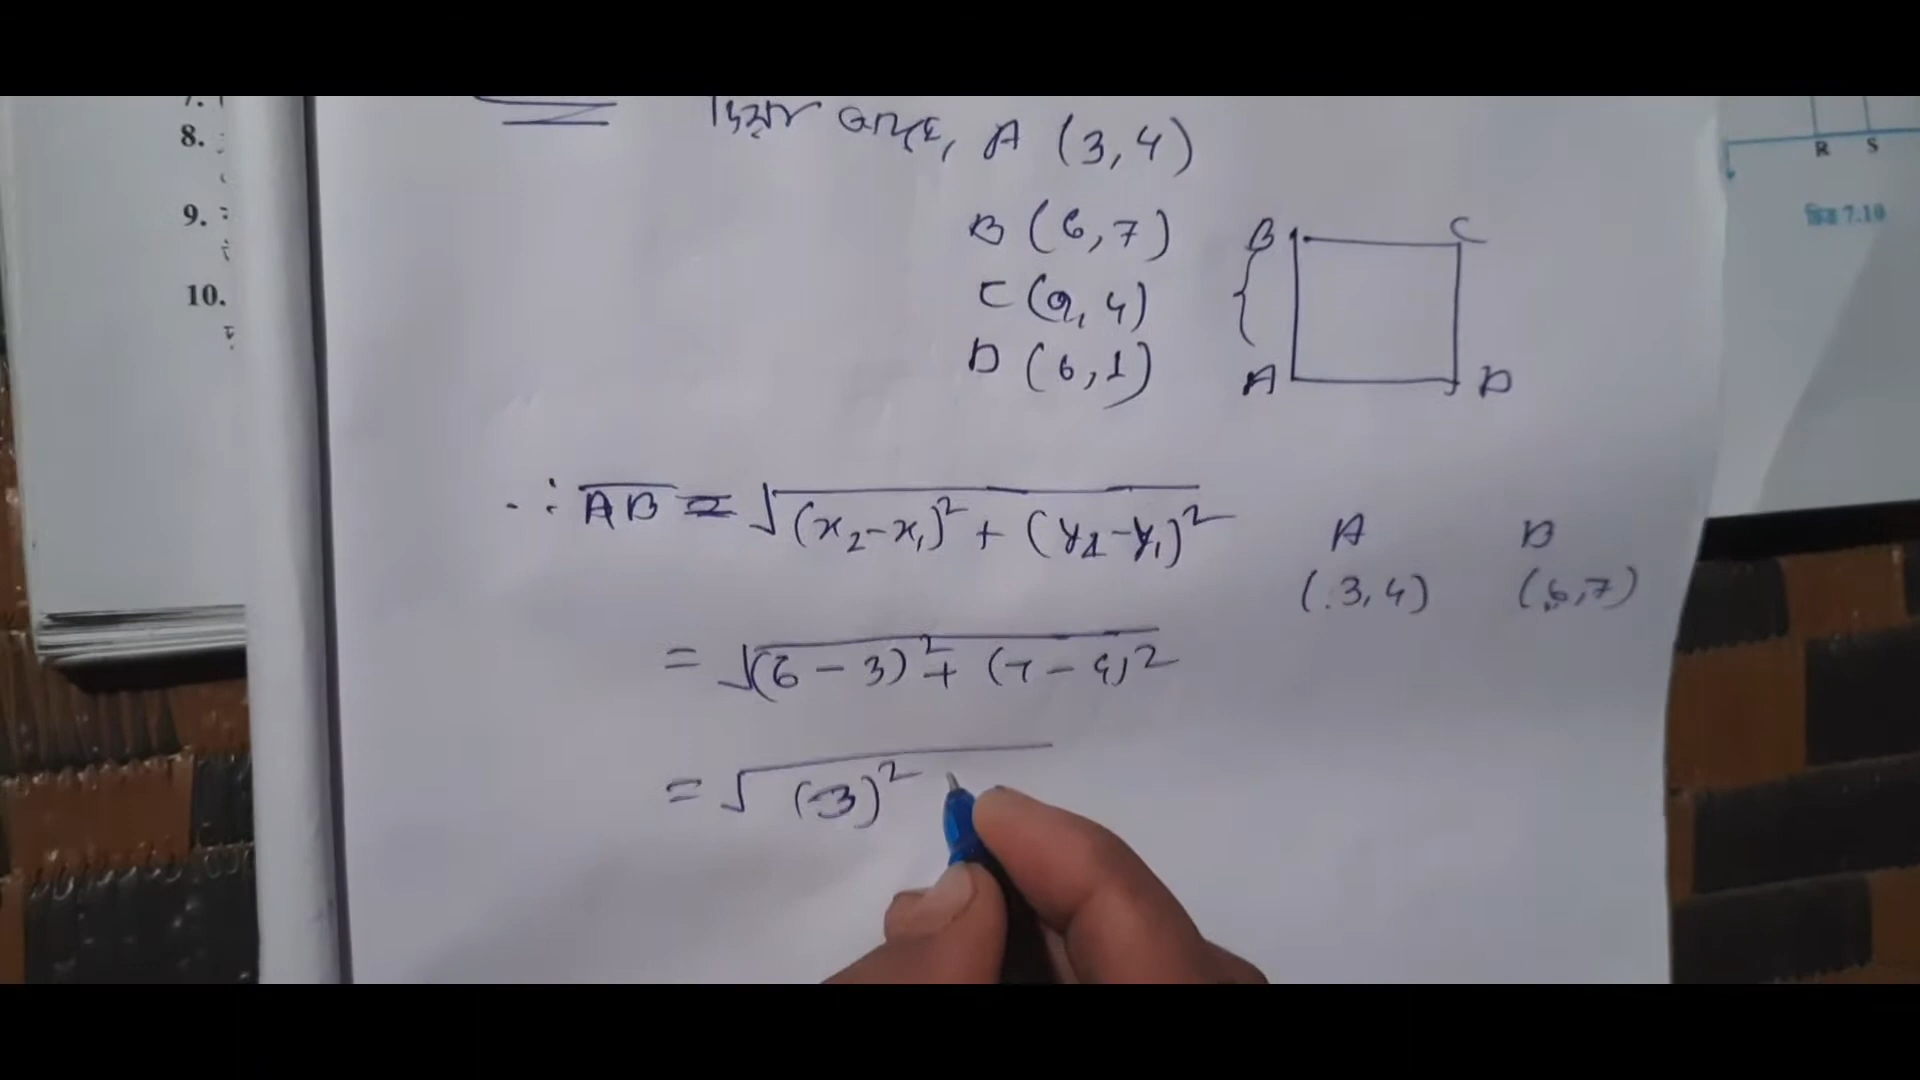 A (3,4)
B (6,7)
C (9,4)
D (6,1)
B C
A D
∴ AB = √(x₂-x₁)² + (y₂-y₁)²
A B
(3,4) (6,7)
= √(6-3)² + (7-4)²
= √(3)²
8.
9.
10.
R S
চিত্র 7.10